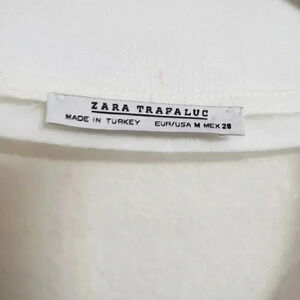 ZARA TRAFALUC
MADE IN TURKEY EUR/USA M MEX 28